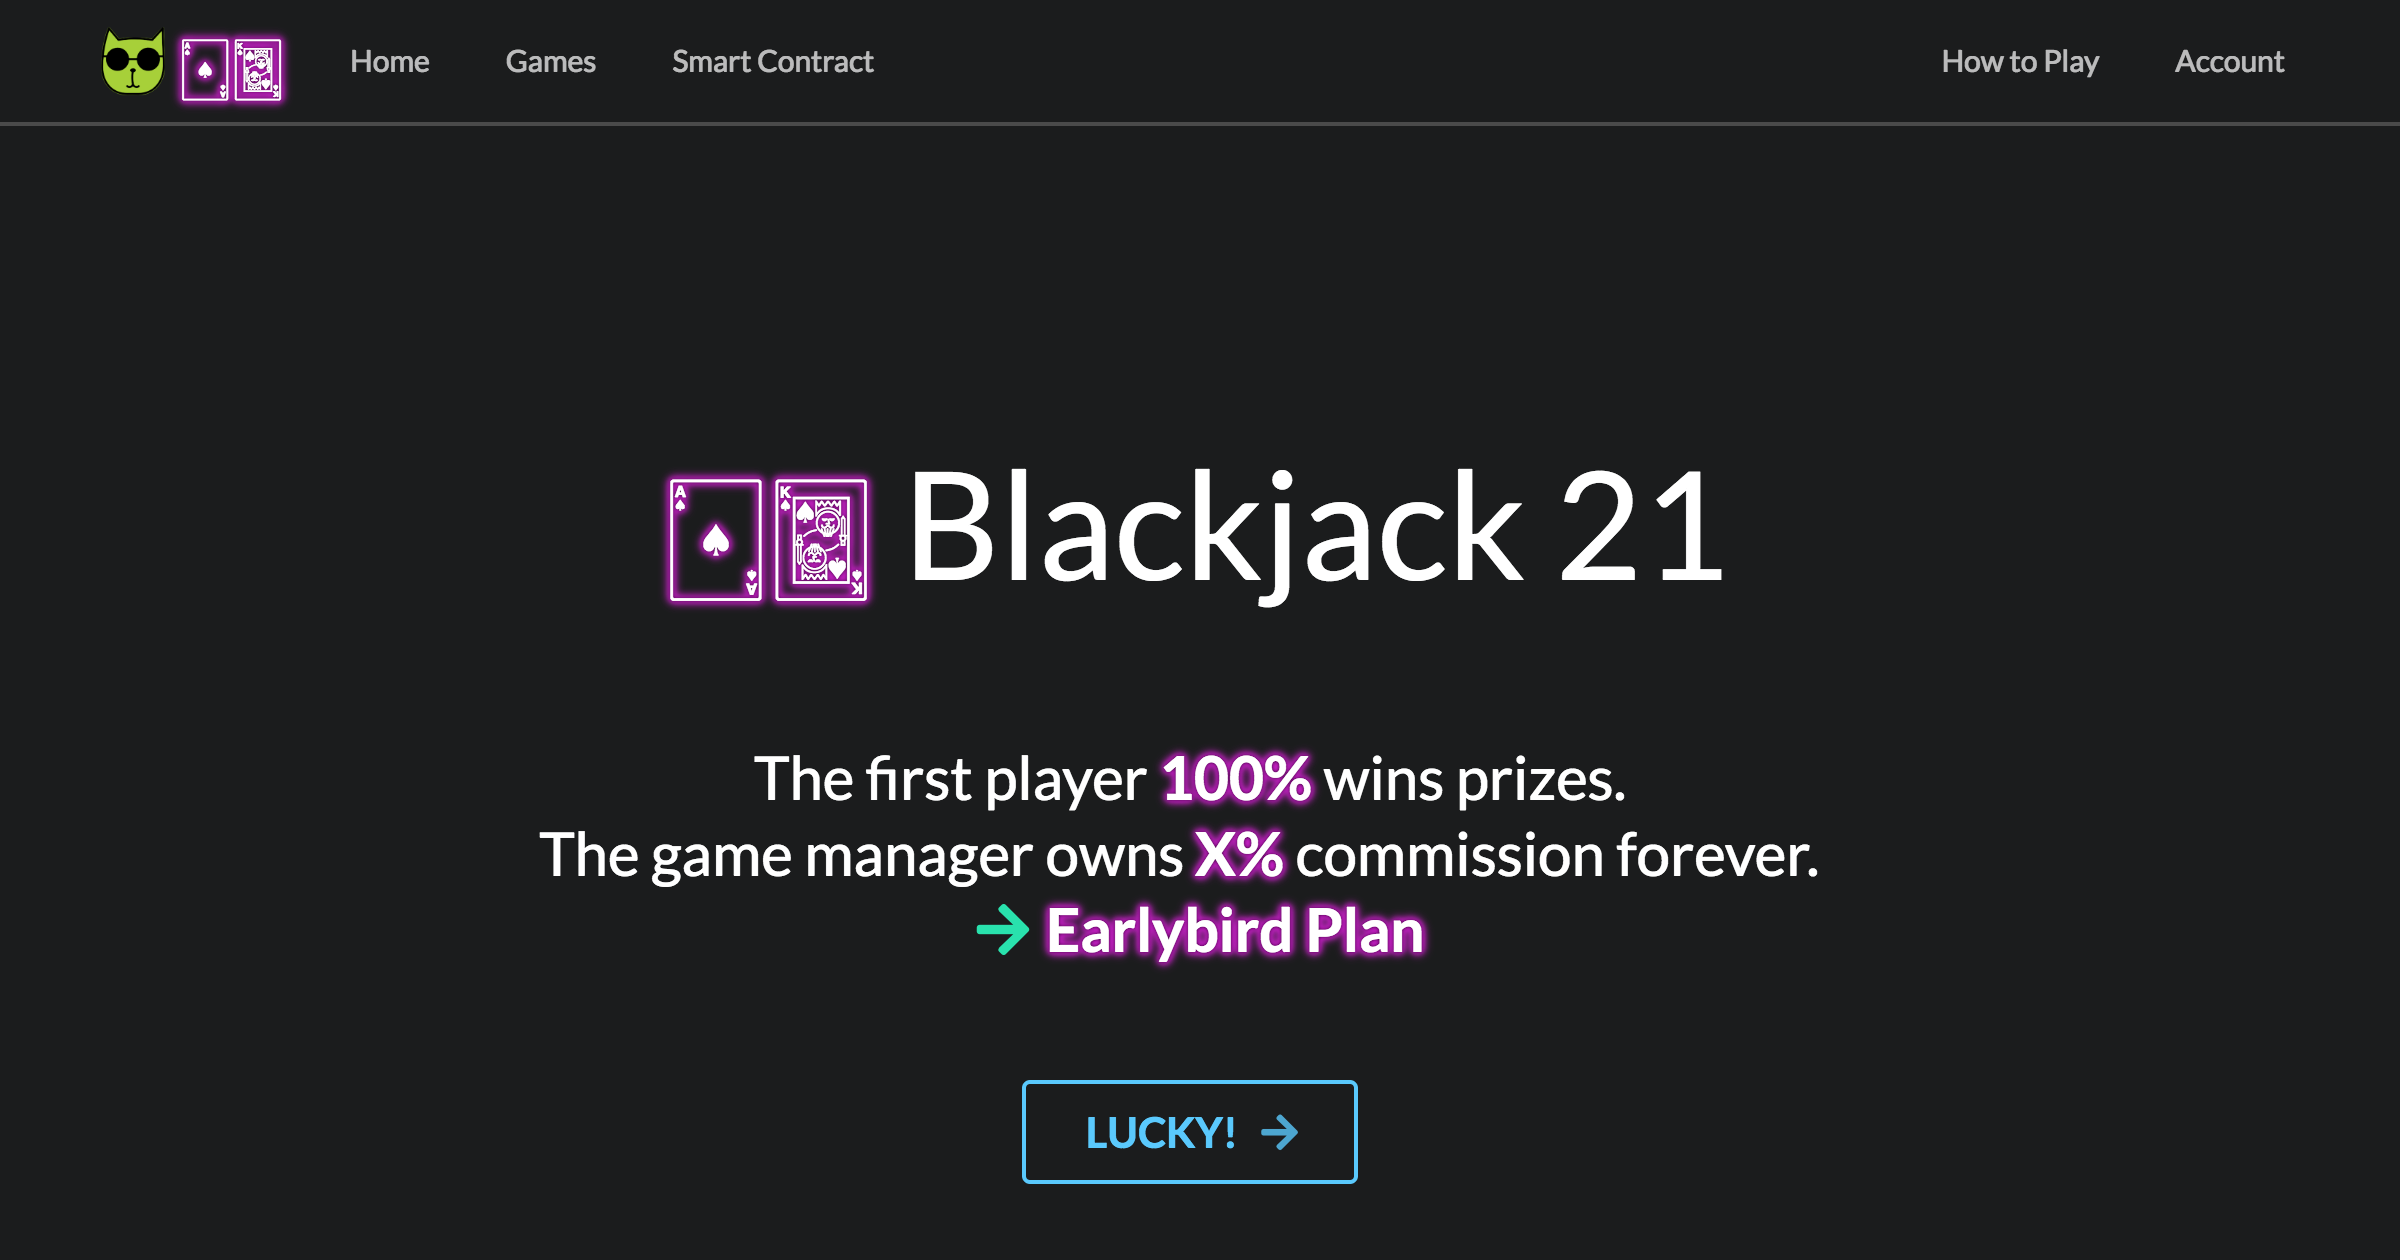 Home Games Smart Contract How to Play Account
A K Blackjack 21
The first player 100% wins prizes.
The game manager owns X% commission forever.
→ Earlybird Plan
LUCKY! →